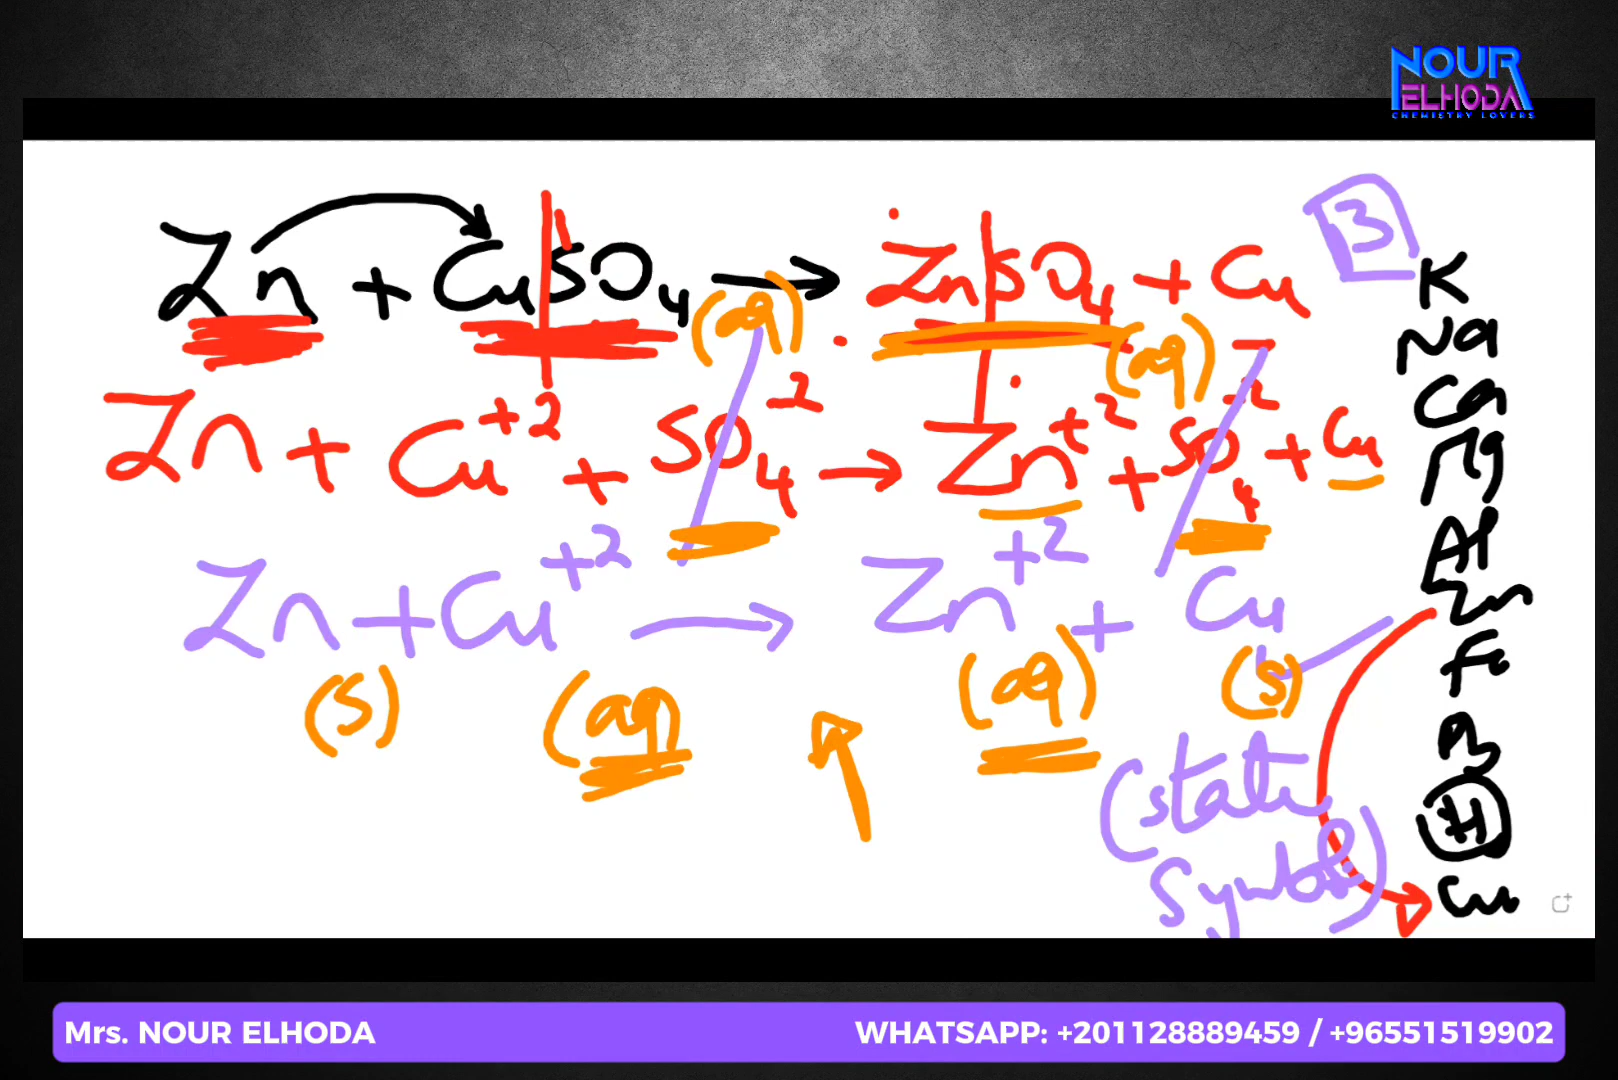 NOUR
ELHODA
CHEMISTRY LOVERS
3
Zn + CuSO4 (aq) → ZnSO4 (aq) + Cu
Zn + Cu+2 + SO4-2 → Zn+2 + SO4-2 + Cu
Zn + Cu+2 → Zn+2 + Cu
(s) (aq) (aq) (s)
(state
symbol)
K
Na
Ca
Mg
Al
Zn
Fe
H
Cu
Mrs. NOUR ELHODA
WHATSAPP: +201128889459 / +96551519902